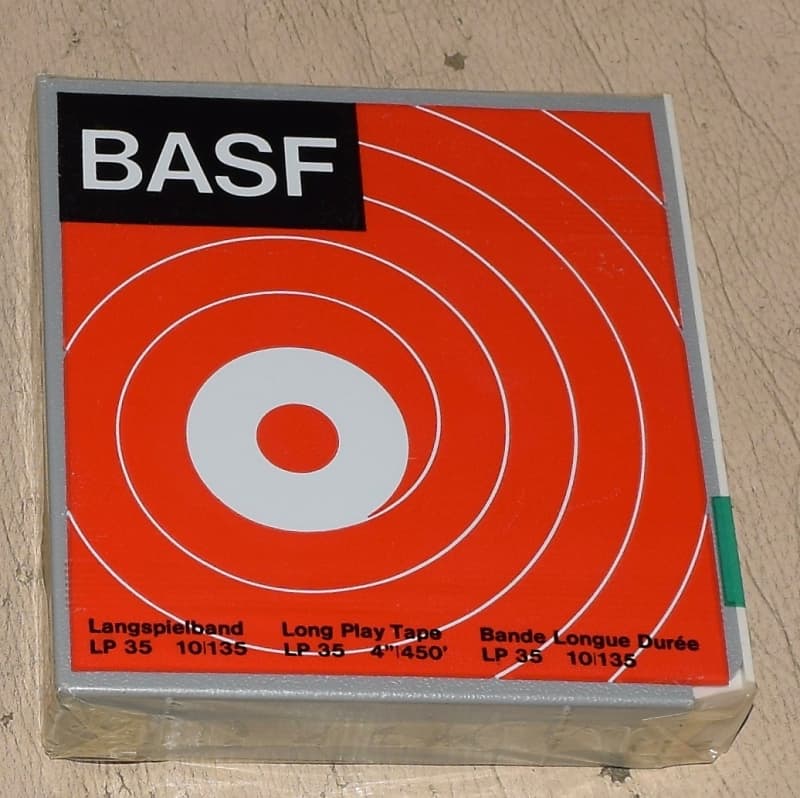 BASF
Langspielband
LP 35 10|135
Long Play Tape
LP 35 4"|450'
Bande Longue Durée
LP 35 10|135